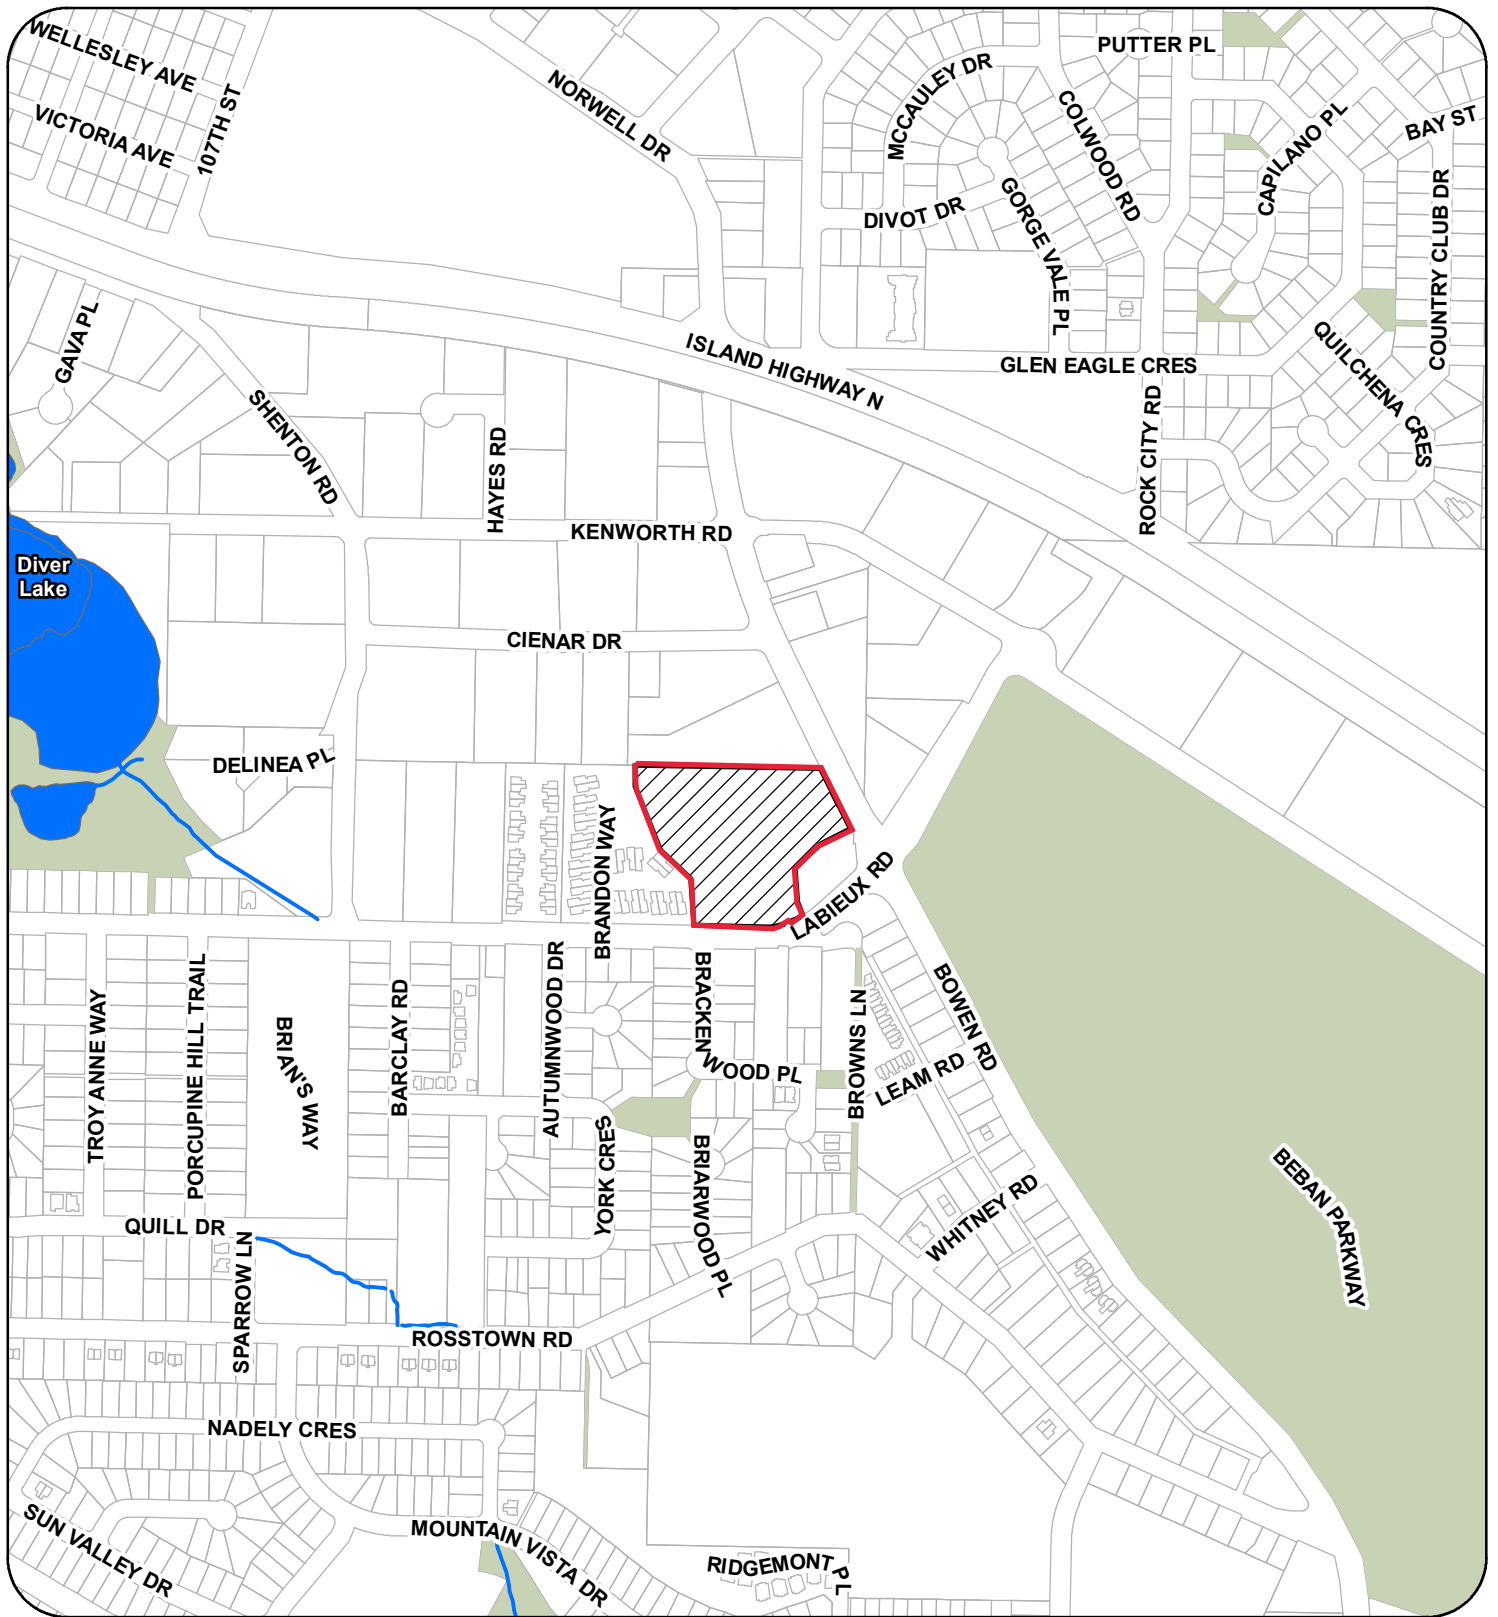 WELLESLEY AVE
VICTORIA AVE
107TH ST
NORWELL DR
MCCAULEY DR
PUTTER PL
COLWOOD RD
CAPILANO PL
BAY ST
DIVOT DR
GORGE VALE PL
COUNTRY CLUB DR
GAVA PL
ISLAND HIGHWAY N
GLEN EAGLE CRES
QUILCHENA CRES
SHENTON RD
HAYES RD
ROCK CITY RD
KENWORTH RD
Diver
Lake
CIENAR DR
DELINEA PL
BRANDON WAY
LABIEUX RD
TROY ANNE WAY
PORCUPINE HILL TRAIL
BRIAN'S WAY
BARCLAY RD
AUTUMNWOOD DR
BRACKEN
WOOD PL
BROWNS LN
BOWEN RD
LEAM RD
YORK CRES
BRIARWOOD PL
WHITNEY RD
BEBAN PARKWAY
QUILL DR
SPARROW LN
ROSSTOWN RD
NADELY CRES
SUN VALLEY DR
MOUNTAIN VISTA DR
RIDGEMONT PL